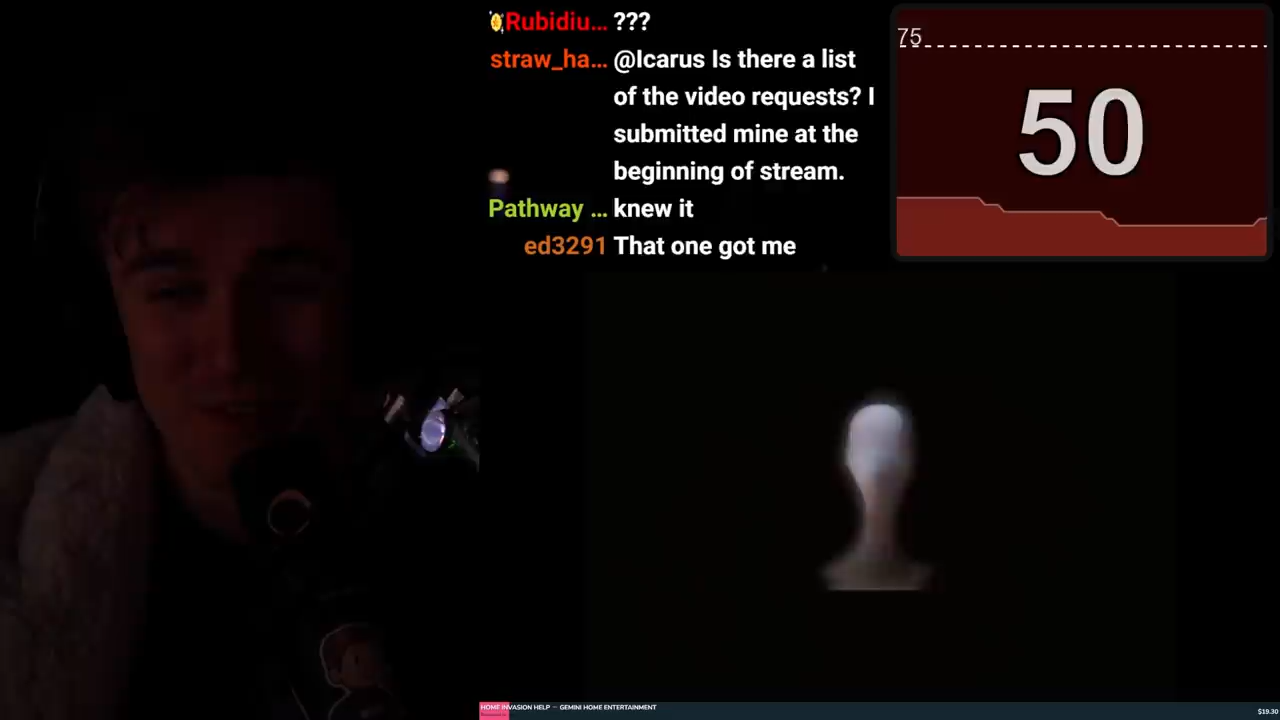 Rubidiu... ???
straw_ha... @Icarus Is there a list
of the video requests? I
submitted mine at the
beginning of stream.
Pathway ... knew it
ed3291 That one got me
75
50
HOME INVASION HELP — GEMINI HOME ENTERTAINMENT
$19.30